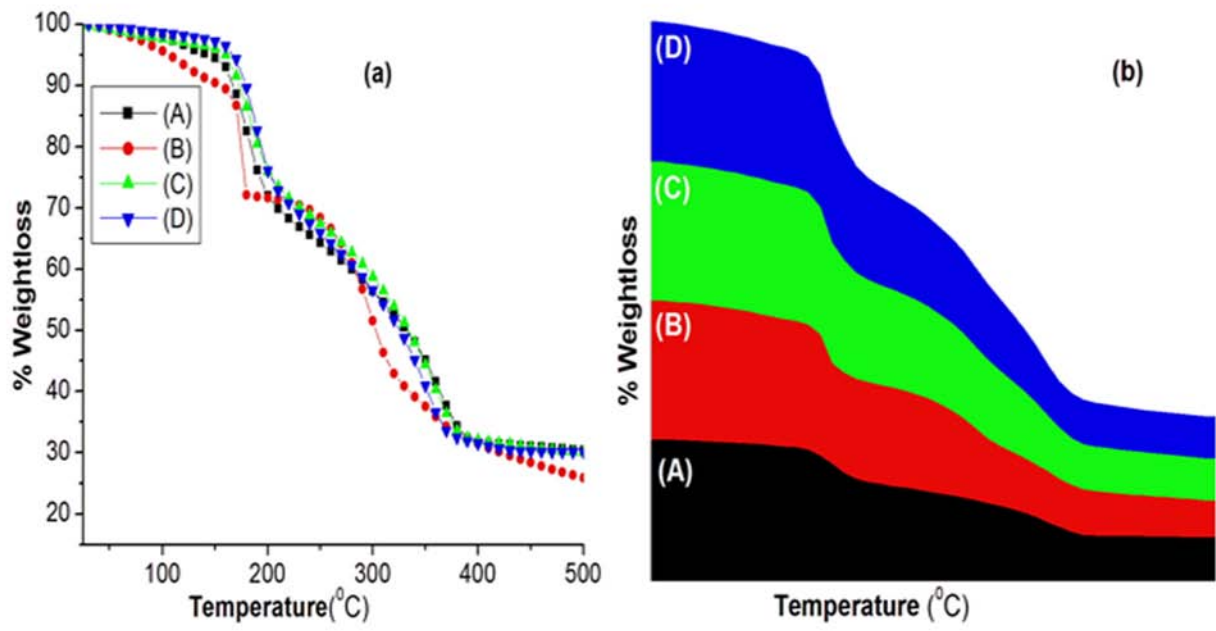 100
90
80
70
60
50
40
30
20
% Weightloss
(a)
(A)
(B)
(C)
(D)
100
200
300
400
500
Temperature(⁰C)
(b)
(D)
(C)
(B)
(A)
% Weightloss
Temperature (⁰C)